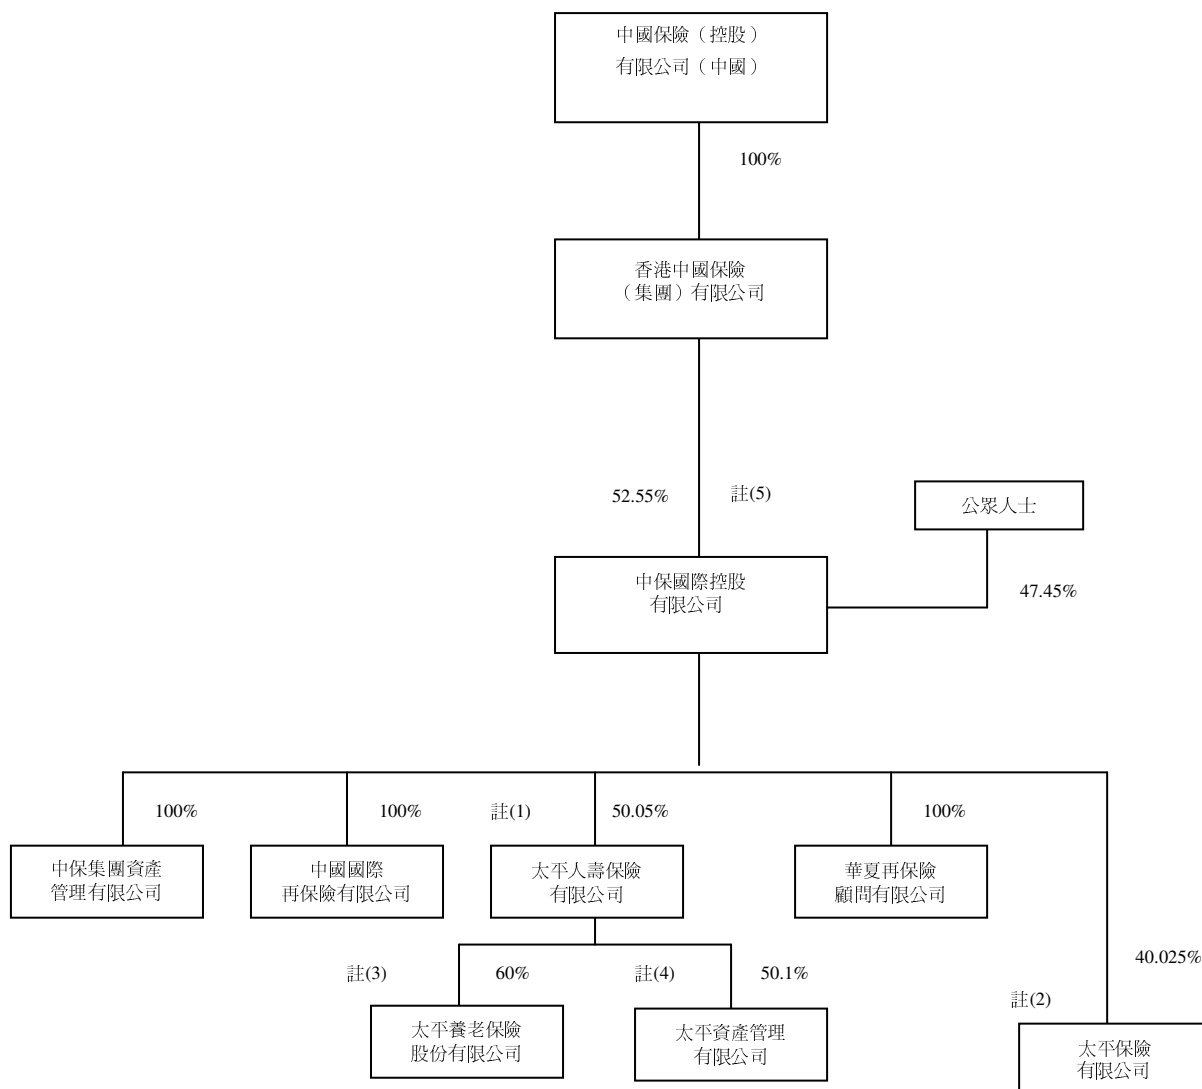 中國保險（控股）
有限公司（中國）
100%
香港中國保險
（集團）有限公司
52.55%
註(5)
公眾人士
47.45%
中保國際控股
有限公司
100%
100%
註(1)
50.05%
100%
中保集團資產
管理有限公司
中國國際
再保險有限公司
太平人壽保險
有限公司
華夏再保險
顧問有限公司
註(3)
60%
註(4)
50.1%
40.025%
註(2)
太平養老保險
股份有限公司
太平資產管理
有限公司
太平保險
有限公司